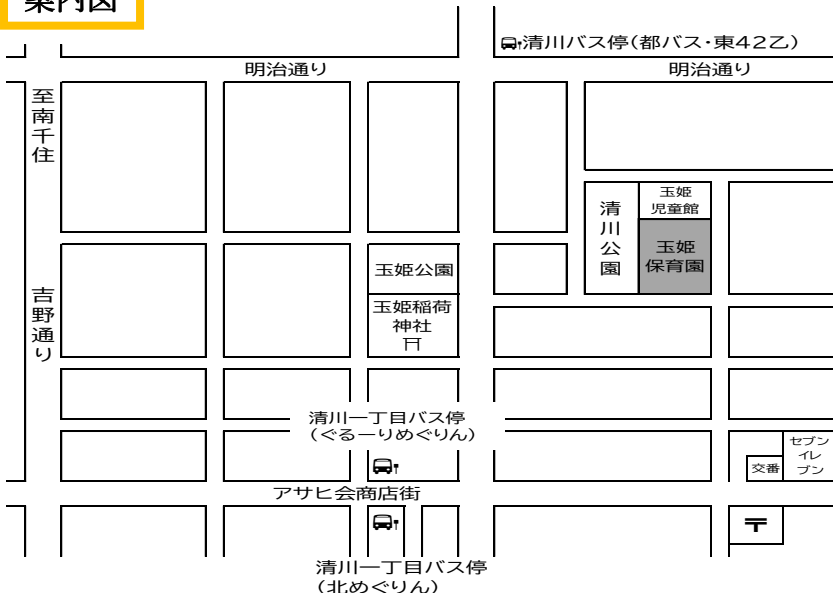 案内図
清川バス停(都バス・東42乙)
明治通り
明治通り
至南千住
吉野通り
清川公園
玉姫
児童館
玉姫
保育園
玉姫公園
玉姫稲荷
神社
清川一丁目バス停
(ぐるーりめぐりん)
セブン
イレ
ブン
交番
アサヒ会商店街
〒
清川一丁目バス停
(北めぐりん)